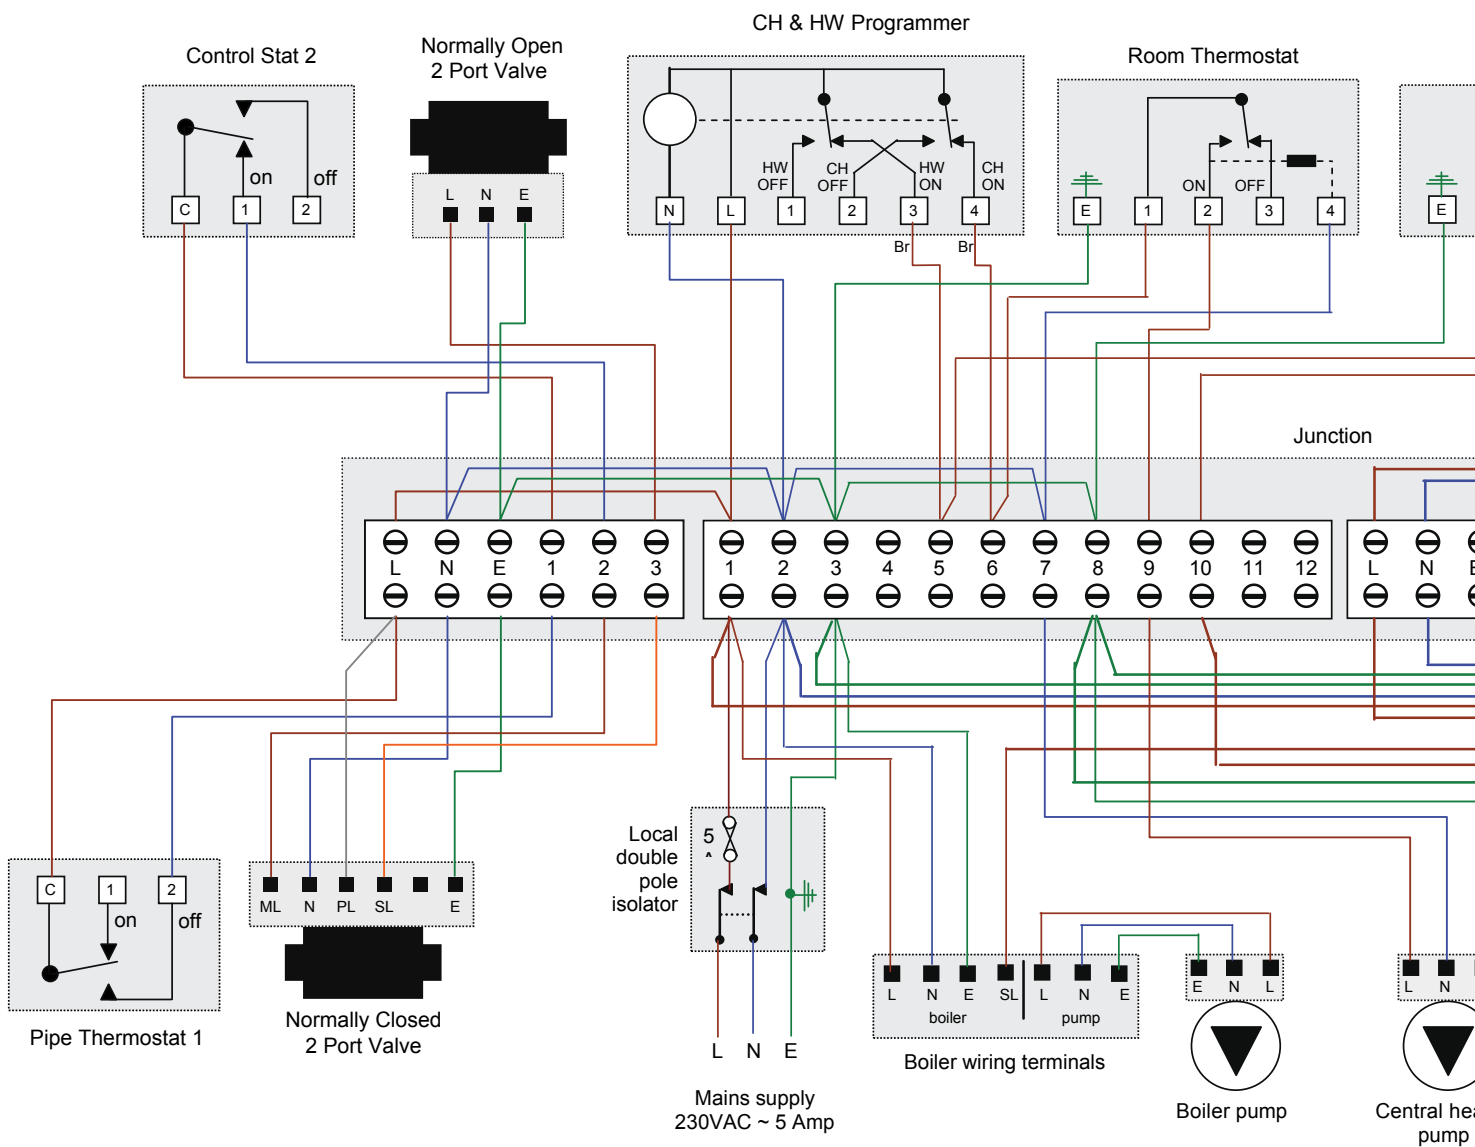 CH & HW Programmer
Control Stat 2
Normally Open
2 Port Valve
Room Thermostat
on
off
C
1
2
L
N
E
HW
OFF
CH
OFF
HW
ON
CH
ON
N
L
1
2
3
4
Br
Br
ON
OFF
E
1
2
3
4
E
Junction
L
N
E
1
2
3
1
2
3
4
5
6
7
8
9
10
11
12
L
N
Local
double
pole
isolator
5
C
1
2
on
off
ML
N
PL
SL
E
Pipe Thermostat 1
Normally Closed
2 Port Valve
L
N
E
Mains supply
230VAC ~ 5 Amp
L
N
E
SL
L
N
E
boiler
pump
Boiler wiring terminals
E
N
L
Boiler pump
L
N
Central hea
pump